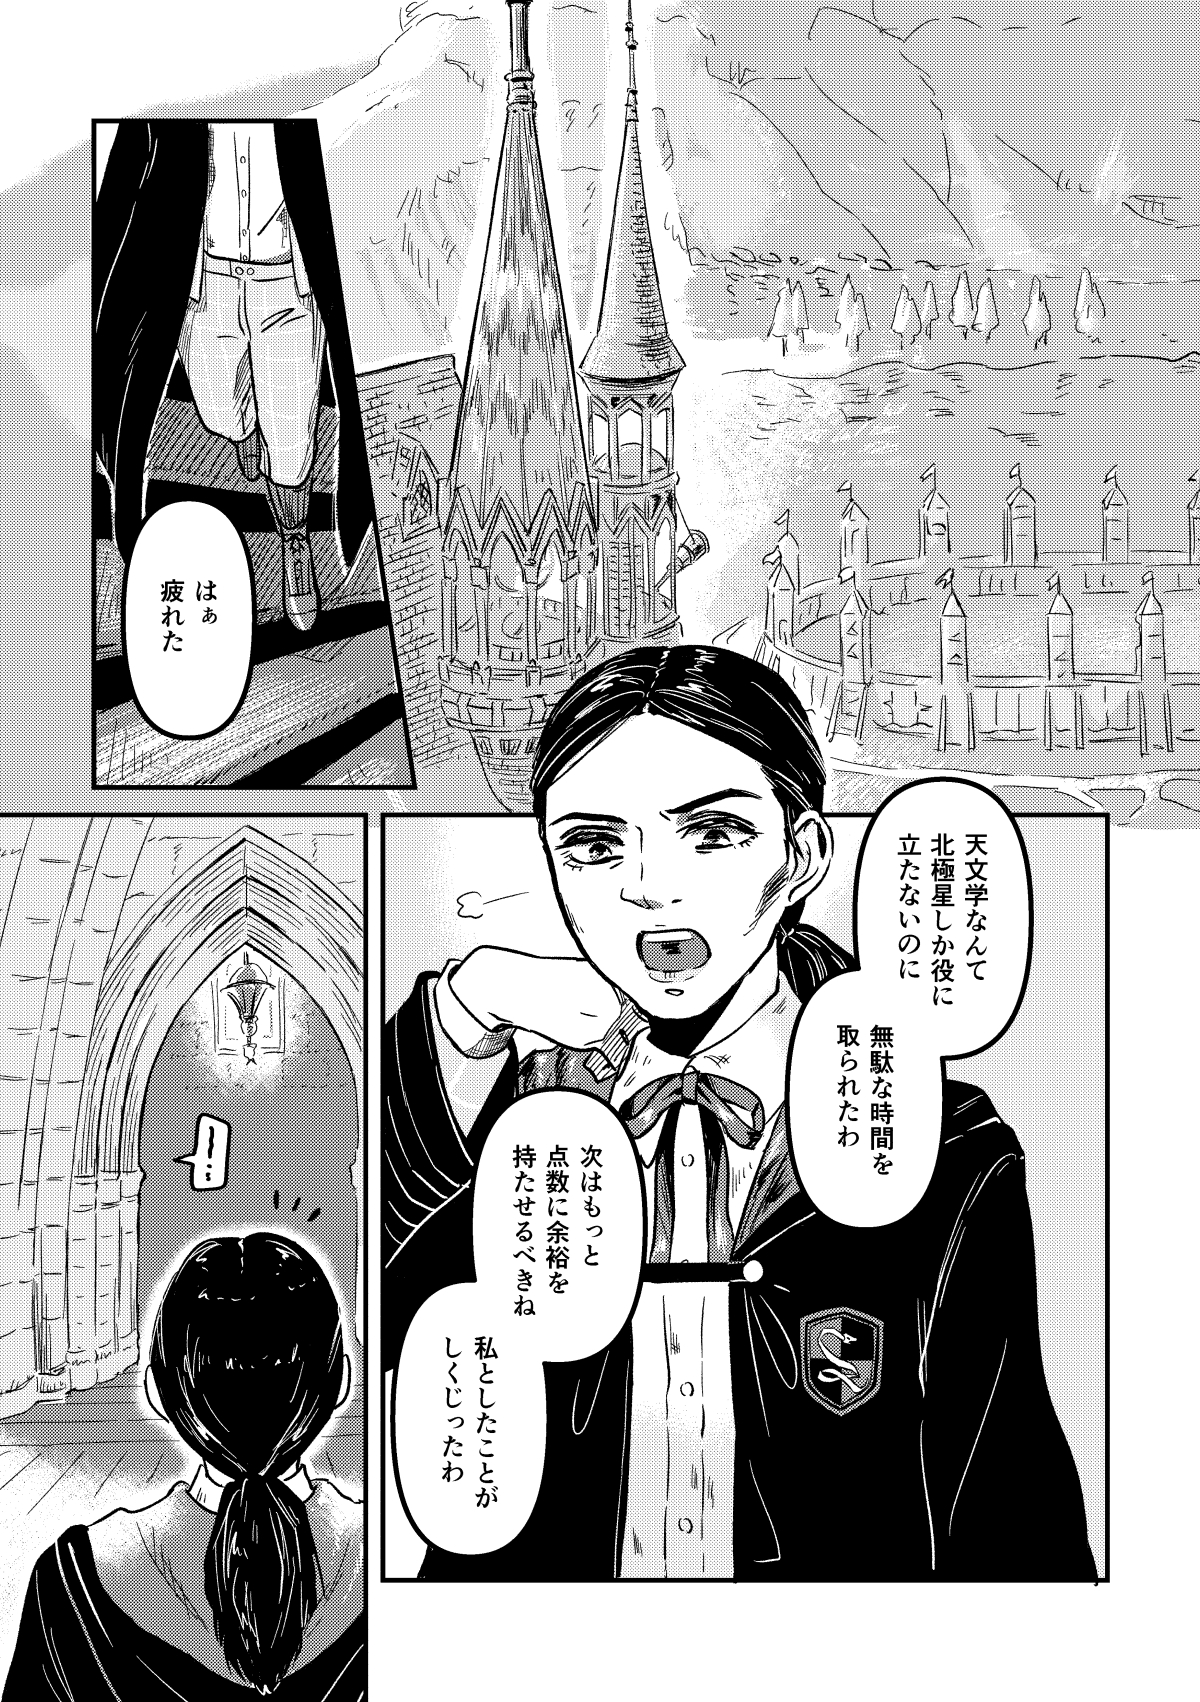 はぁ
疲れた
天文学なんて
北極星しか役に
立たないのに
無駄な時間を
取られたわ
次はもっと
点数に余裕を
持たせるべきね
私としたことが
しくじったわ